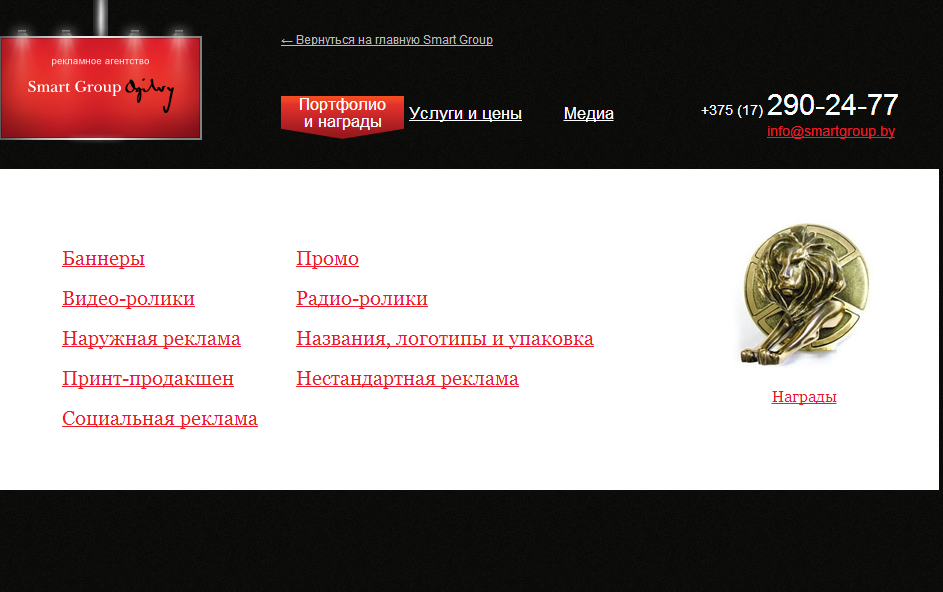 рекламное агентство
Smart Group Ogilvy
← Вернуться на главную Smart Group
Портфолио
и награды
Услуги и цены
Медиа
+375 (17) 290-24-77
info@smartgroup.by
Баннеры
Видео-ролики
Наружная реклама
Принт-продакшен
Социальная реклама
Промо
Радио-ролики
Названия, логотипы и упаковка
Нестандартная реклама
Награды